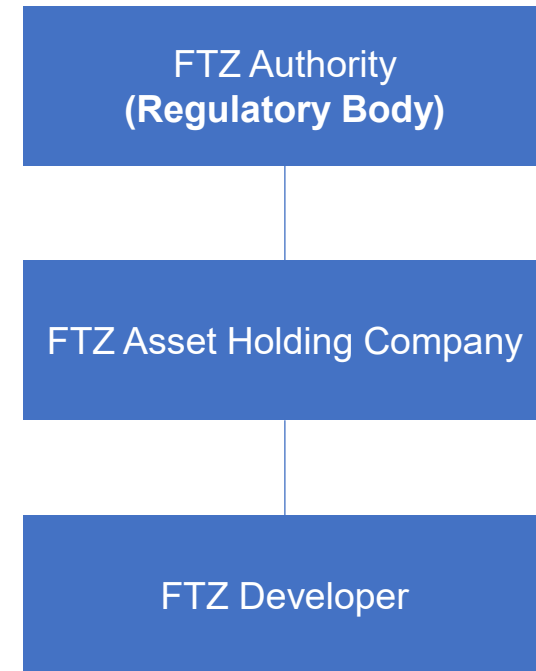 FTZ Authority
(Regulatory Body)
FTZ Asset Holding Company
FTZ Developer